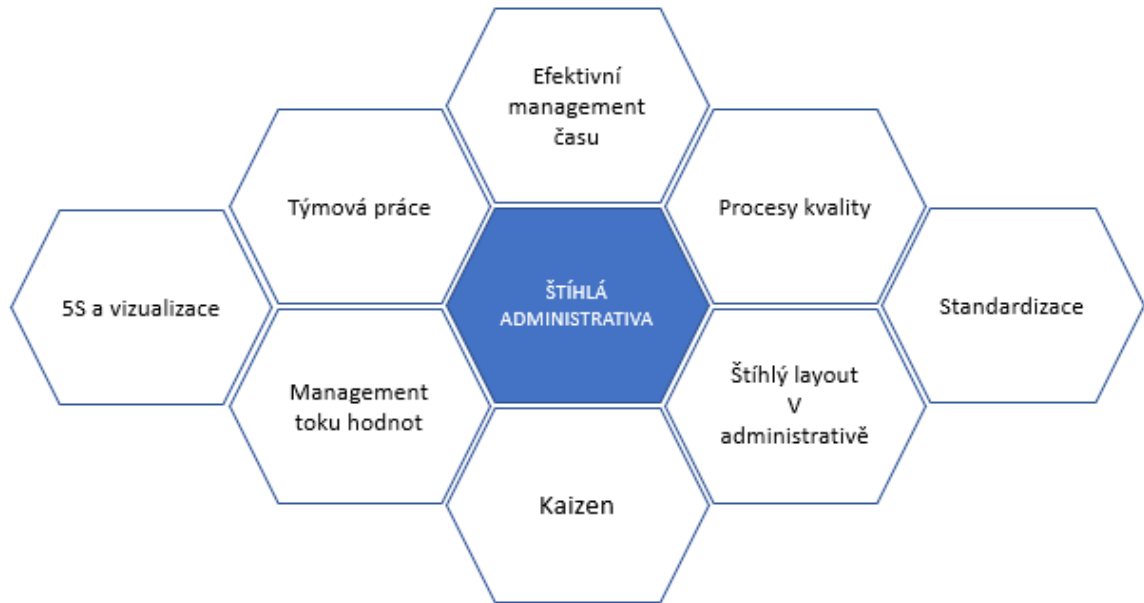 Efektivní
management
času
Týmová práce
Procesy kvality
5S a vizualizace
ŠTÍHLÁ
ADMINISTRATIVA
Standardizace
Management
toku hodnot
Štíhlý layout
V
administrativě
Kaizen